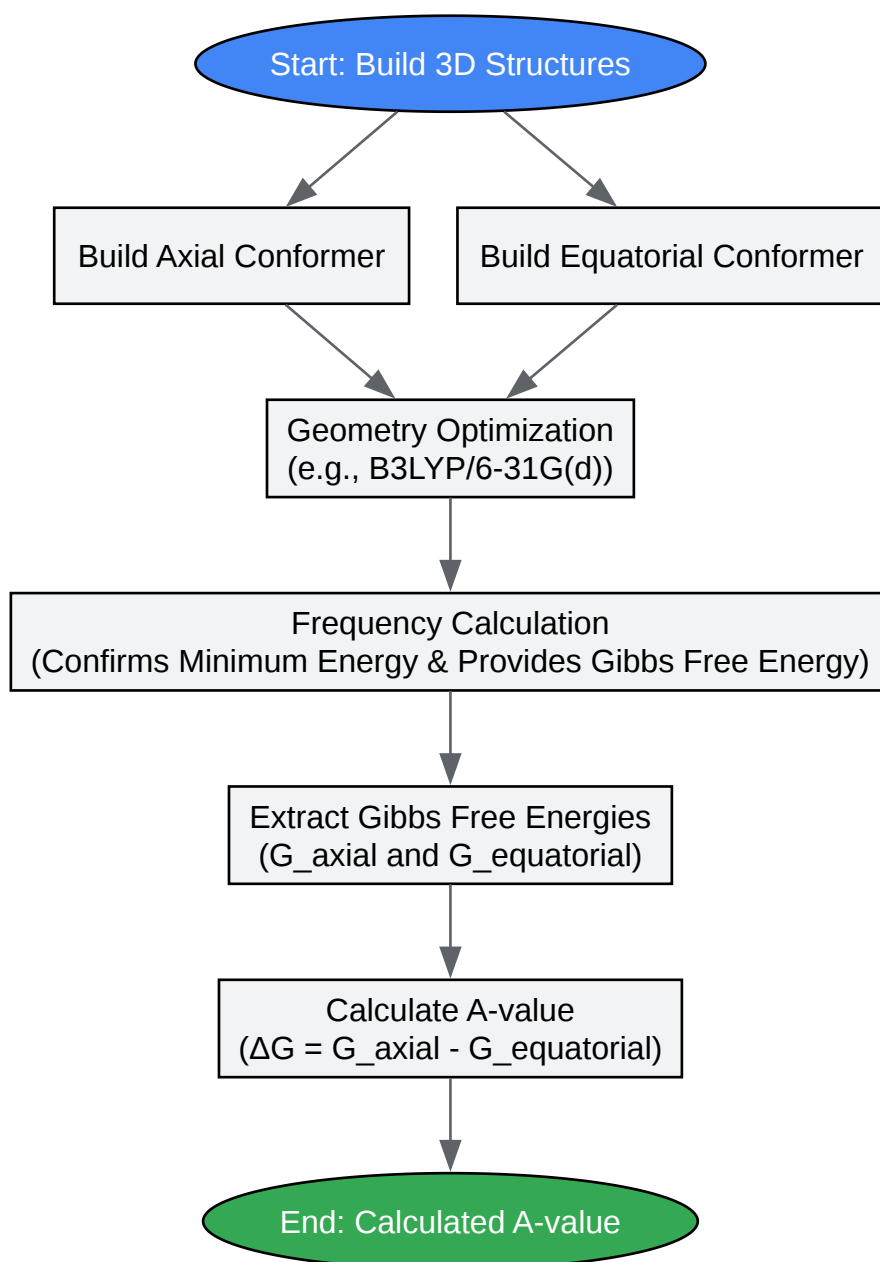 Start: Build 3D Structures
Build Axial Conformer
Build Equatorial Conformer
Geometry Optimization
(e.g., B3LYP/6-31G(d))
Frequency Calculation
(Confirms Minimum Energy & Provides Gibbs Free Energy)
Extract Gibbs Free Energies
(G_axial and G_equatorial)
Calculate A-value
(ΔG = G_axial - G_equatorial)
End: Calculated A-value